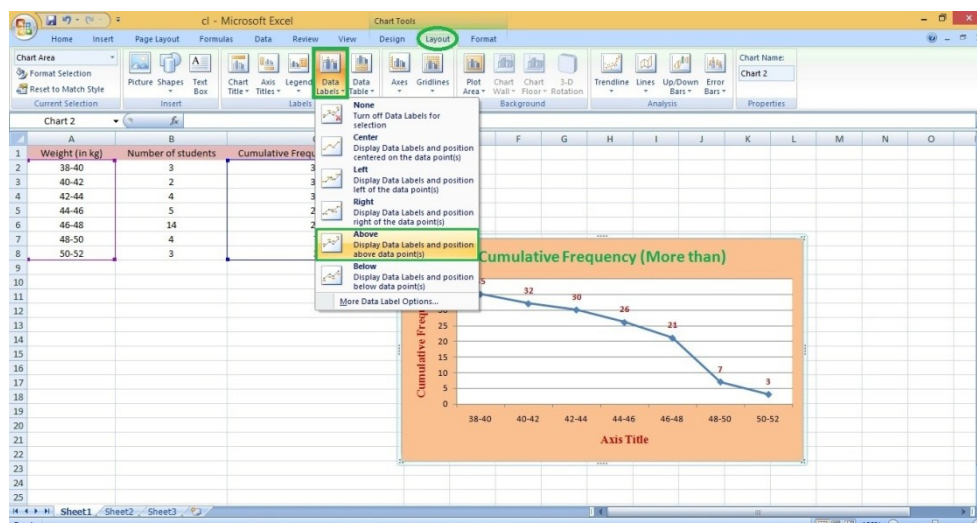 cl - Microsoft Excel
Chart Tools
Home Insert Page Layout Formulas Data Review View Design Layout Format
Chart Area
Format Selection
Reset to Match Style
Current Selection
Picture Shapes Text Box
Insert
Chart Title Axis Titles Legend Data Labels Data Table
Labels
Axes Gridlines
Plot Area Chart Wall Chart Floor 3-D Rotation
Background
Trendline Lines Up/Down Bars Error Bars
Analysis
Chart Name:
Chart 2
Properties
Chart 2
fx
A B F G H I J K L M N O
1 Weight (in kg) Number of students Cumulative Frequ
2 38-40 3 3
3 40-42 2 3
4 42-44 4 3
5 44-46 5 2
6 46-48 14 2
7 48-50 4
8 50-52 3
9
10
11
12
13
14
15
16
17
18
19
20
21
22
23
24
25
None
Turn off Data Labels for selection
Center
Display Data Labels and position centered on the data point(s)
Left
Display Data Labels and position left of the data point(s)
Right
Display Data Labels and position right of the data point(s)
Above
Display Data Labels and position above data point(s)
Below
Display Data Labels and position below data point(s)
More Data Label Options...
Cumulative Frequency (More than)
32 30 26 21 7 3
25
20
15
10
5
0
38-40 40-42 42-44 44-46 46-48 48-50 50-52
Axis Title
Sheet1 Sheet2 Sheet3